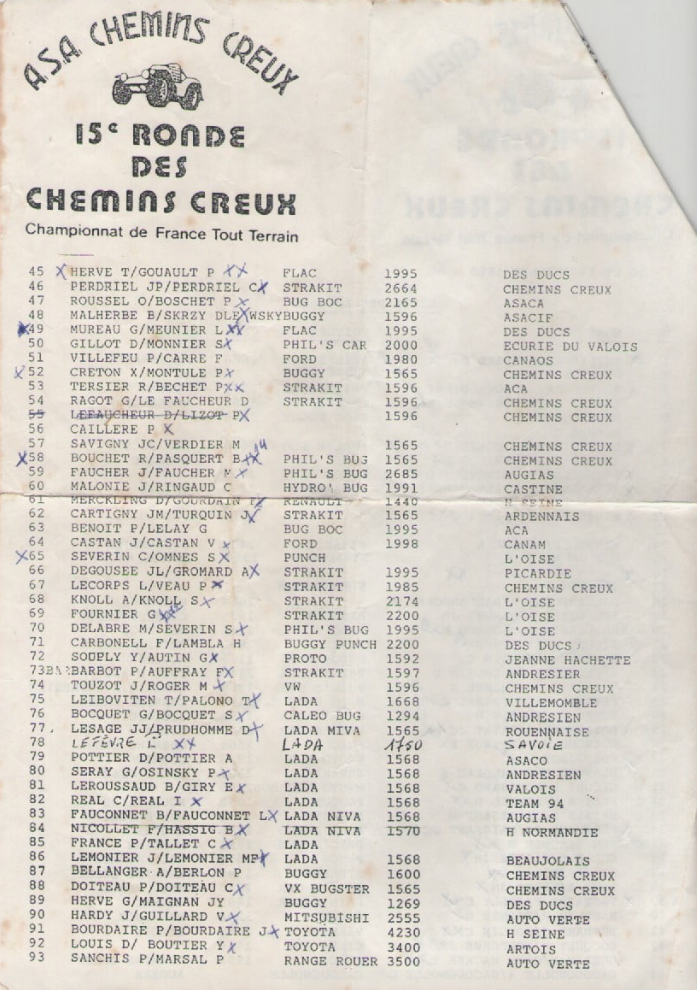 A.S.A. CHEMINS CREUX
15e RONDE
DES
CHEMINS CREUX
Championnat de France Tout Terrain
45 X HERVE T/GOUAULT P XX FLAC 1995 DES DUCS
46 PERDRIEL JP/PERDRIEL C X STRAKIT 2664 CHEMINS CREUX
47 ROUSSEL O/BOSCHET P X BUG BOC 2165 ASACA
48 MALHERBE B/SKRZY DLEWSKY BUGGY 1596 ASACIF
X 49 MUREAU G/MEUNIER L XX FLAC 1995 DES DUCS
50 GILLOT D/MONNIER S X PHIL'S CAR 2000 ECURIE DU VALOIS
51 VILLEFEU P/CARRE F FORD 1980 CANAOS
X 52 CRETON X/MONTULE P X BUGGY 1565 CHEMINS CREUX
53 TERSIER R/BECHET P XX STRAKIT 1596 ACA
54 RAGOT G/LE FAUCHEUR D STRAKIT 1596 CHEMINS CREUX
55 LEFAUCHEUR D/LIZOT P X 1596 CHEMINS CREUX
56 CAILLERE P X
57 SAVIGNY JC/VERDIER M 1565 CHEMINS CREUX
X 58 BOUCHET R/PASQUERT B XX PHIL'S BUG 1565 CHEMINS CREUX
59 FAUCHER J/FAUCHER M X PHIL'S BUG 2685 AUGIAS
60 MALONIE J/RINGAUD C HYDRO' BUG 1991 CASTINE
61 MERCKLING D/GOURDAIN RENAULT 1440 H SEINE
62 CARTIGNY JM/TURQUIN J X STRAKIT 1565 ARDENNAIS
63 BENOIT P/LELAY G BUG BOC 1995 ACA
64 CASTAN J/CASTAN V X FORD 1998 CANAM
X 65 SEVERIN C/OMNES S X PUNCH L'OISE
66 DEGOUSEE JL/GROMARD A X STRAKIT 1995 PICARDIE
67 LECORPS L/VEAU P X STRAKIT 1985 CHEMINS CREUX
68 KNOLL A/KNOLL S X STRAKIT 2174 L'OISE
69 FOURNIER G STRAKIT 2200 L'OISE
70 DELABRE M/SEVERIN S X PHIL'S BUG 1995 L'OISE
71 CARBONELL F/LAMBLA H BUGGY PUNCH 2200 DES DUCS
72 SOUPLY Y/AUTIN G X PROTO 1592 JEANNE HACHETTE
73 BARBOT P/AUFFRAY F X STRAKIT 1597 ANDRESIER
74 TOUZOT J/ROGER M X VW 1596 CHEMINS CREUX
75 LEIBOVITEN T/PALONO T X LADA 1668 VILLEMOMBLE
76 BOCQUET G/BOCQUET S X CALEO BUG 1294 ANDRESIEN
77 LESAGE JJ/PRUDHOMME D X LADA MIVA 1565 ROUENNAISE
78 LEFEVRE L XX LADA 1750 SAVOIE
79 POTTIER D/POTTIER A LADA 1568 ASACO
80 SERAY G/OSINSKY P X LADA 1568 ANDRESIEN
81 LEROUSSAUD B/GIRY E X LADA 1568 VALOIS
82 REAL C/REAL I X LADA 1568 TEAM 94
83 FAUCONNET B/FAUCONNET L X LADA NIVA 1568 AUGIAS
84 NICOLLET F/HASSIG B X LADA NIVA 1570 H NORMANDIE
85 FRANCE P/TALLET C X LADA
86 LEMONIER J/LEMONIER MP X LADA 1568 BEAUJOLAIS
87 BELLANGER A/BERLON P BUGGY 1600 CHEMINS CREUX
88 DOITEAU P/DOITEAU C X VX BUGSTER 1565 CHEMINS CREUX
89 HERVE G/MAIGNAN JY BUGGY 1269 DES DUCS
90 HARDY J/GUILLARD V X MITSUBISHI 2555 AUTO VERTE
91 BOURDAIRE P/BOURDAIRE J X TOYOTA 4230 H SEINE
92 LOUIS D/ BOUTIER Y X TOYOTA 3400 ARTOIS
93 SANCHIS P/MARSAL P RANGE ROUER 3500 AUTO VERTE